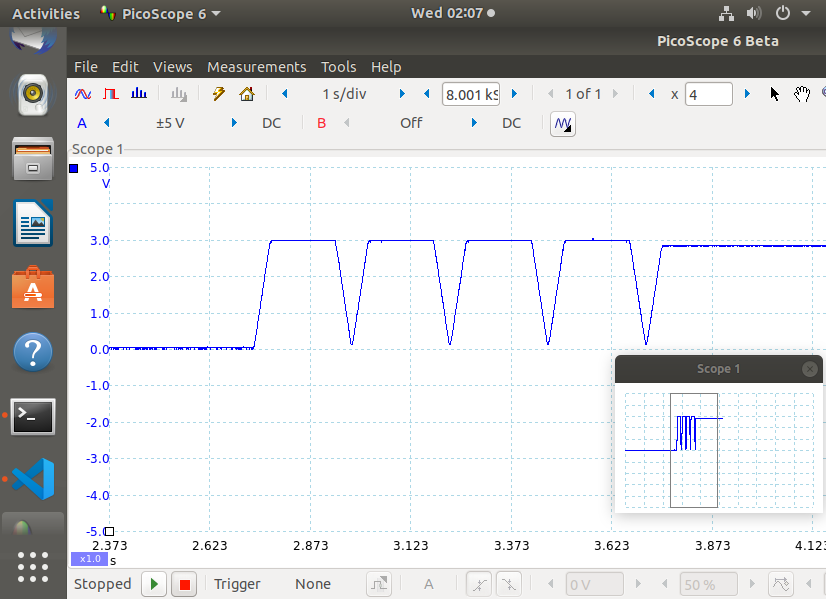 Activities PicoScope 6 Wed 02:07
PicoScope 6 Beta
File Edit Views Measurements Tools Help
1 s/div 8.001 kS 1 of 1 x 4
A ±5 V DC B Off DC
Scope 1
5.0
V
3.0
2.0
1.0
0.0
-1.0
-2.0
-3.0
-4.0
-5.0
Scope 1
2.373 2.623 2.873 3.123 3.373 3.623 3.873 4.123
x1.0 s
Stopped Trigger None A 0 V 50 %